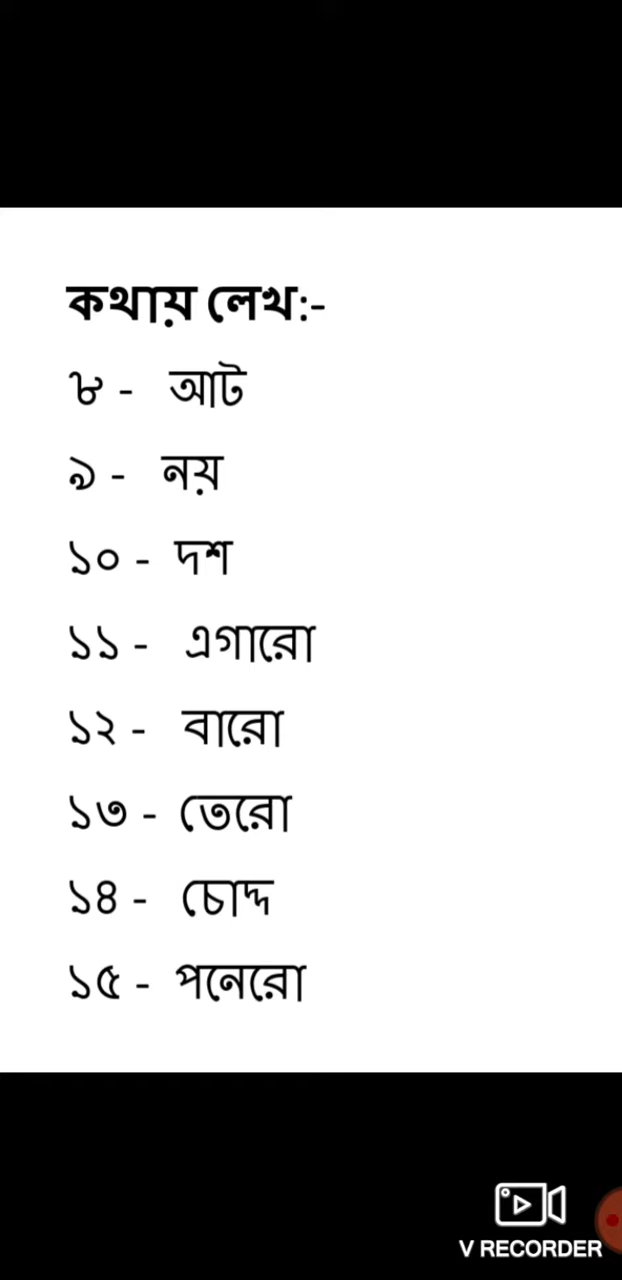 কথায় লেখ:-
৮ - আট
৯ - নয়
১০ - দশ
১১ - এগারো
১২ - বারো
১৩ - তেরো
১৪ - চোদ্দ
১৫ - পনেরো
V RECORDER